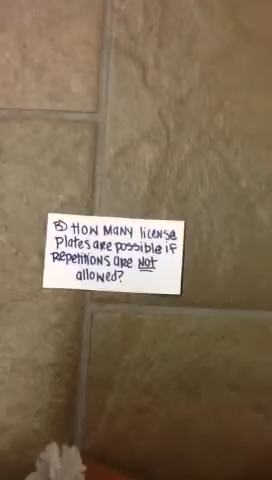 B) How Many license
plates are possible if
Repetitions are NOT
allowed?